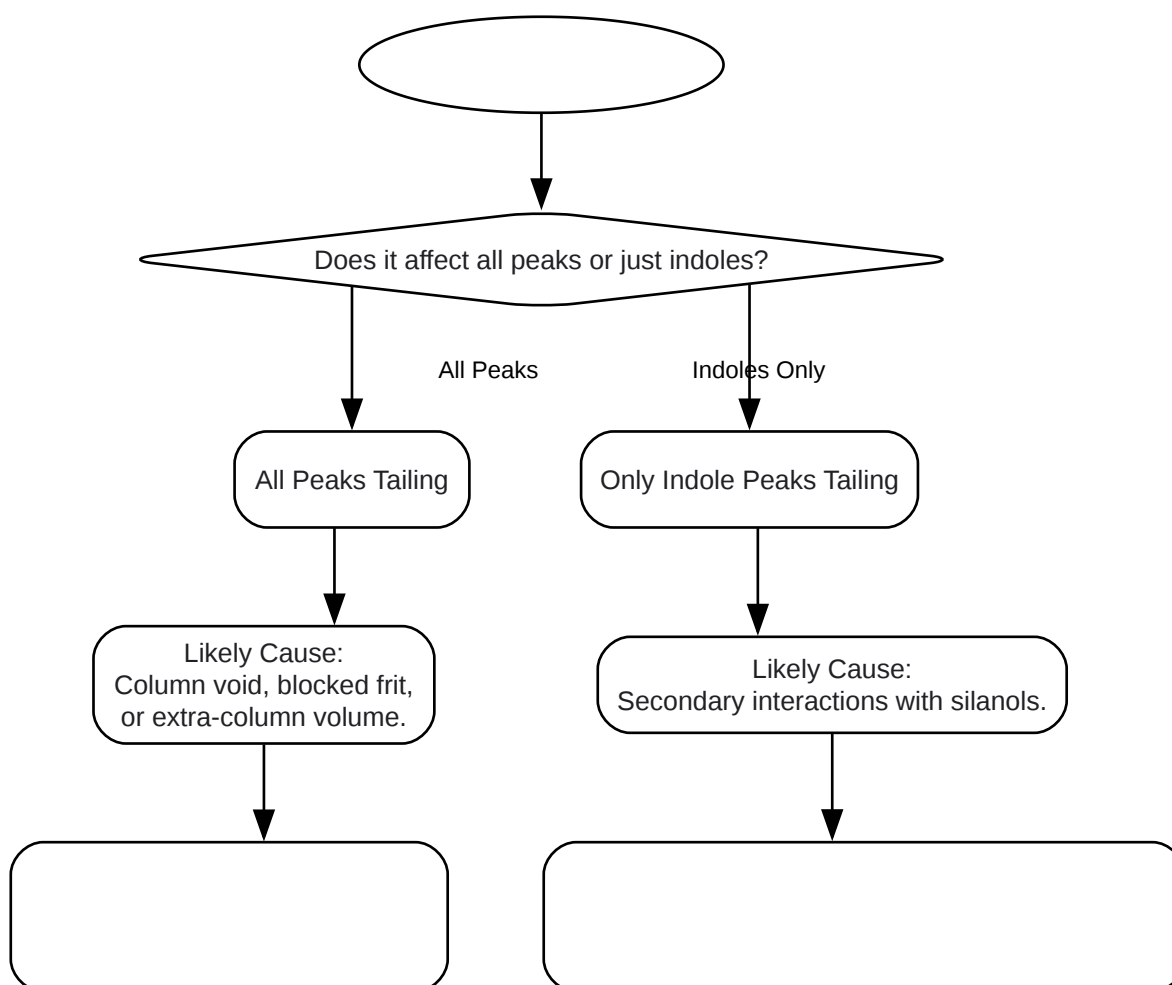 Does it affect all peaks or just indoles?
All Peaks
Indoles Only
All Peaks Tailing
Only Indole Peaks Tailing
Likely Cause:
Column void, blocked frit,
or extra-column volume.
Likely Cause:
Secondary interactions with silanols.